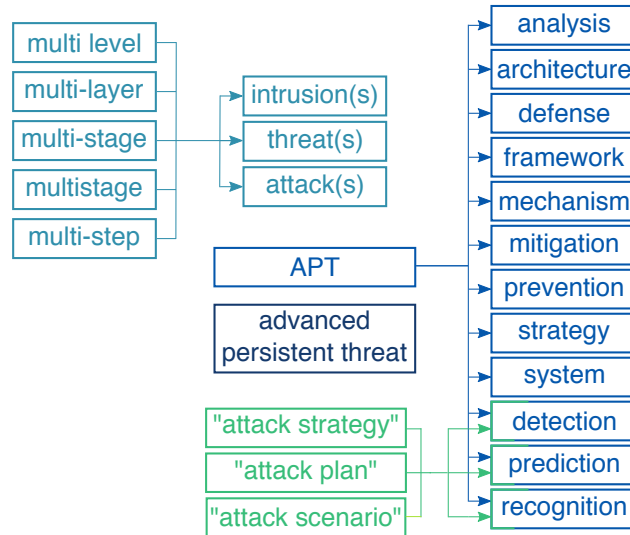 multi level
multi-layer
multi-stage
multistage
multi-step
intrusion(s)
threat(s)
attack(s)
APT
advanced
persistent threat
"attack strategy"
"attack plan"
"attack scenario"
analysis
architecture
defense
framework
mechanism
mitigation
prevention
strategy
system
detection
prediction
recognition